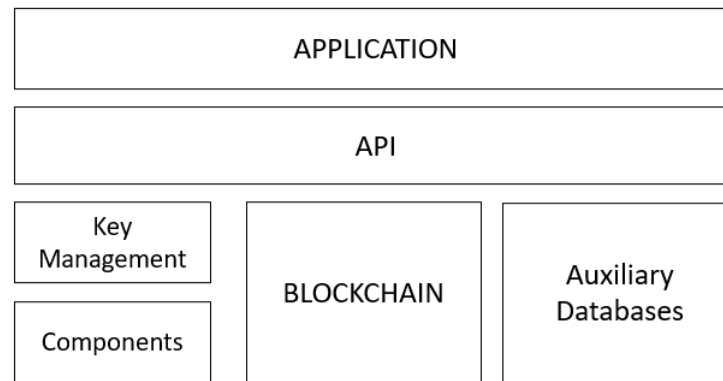 APPLICATION
API
Key
Management
BLOCKCHAIN
Auxiliary
Databases
Components